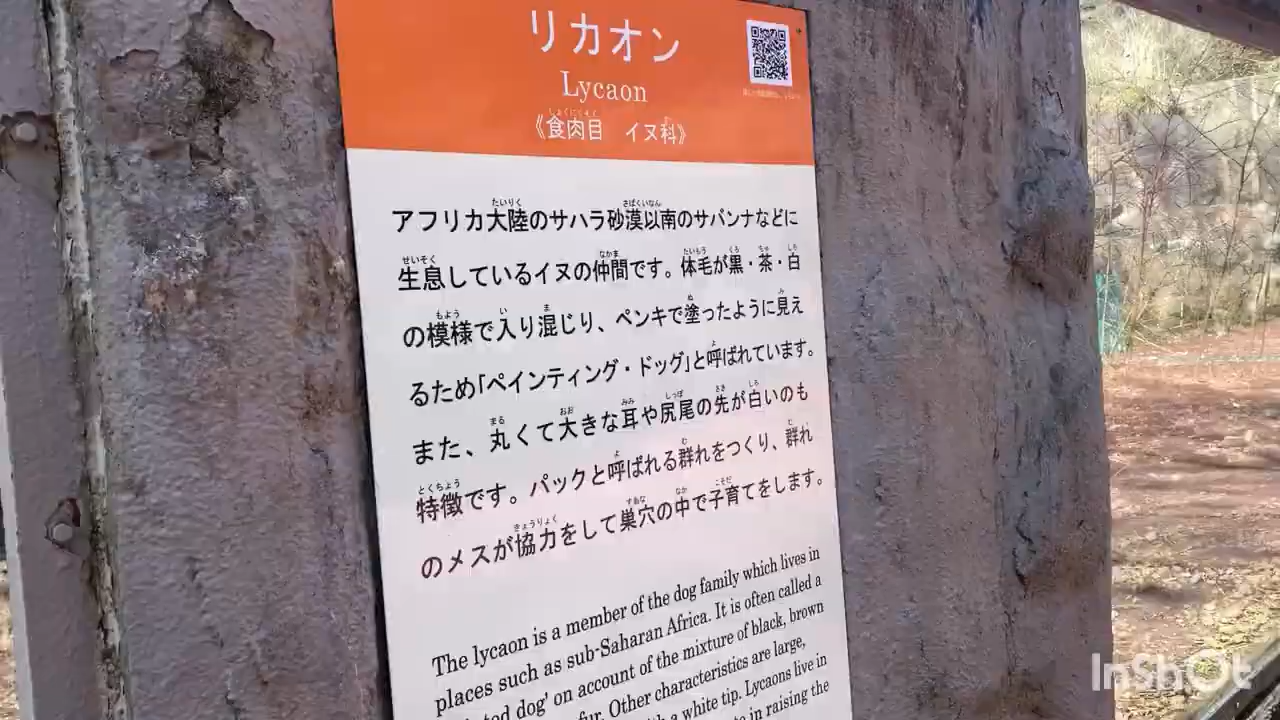 リカオン
Lycaon
《食肉目 イヌ科》
アフリカ大陸のサハラ砂漠以南のサバンナなどに
生息しているイヌの仲間です。体毛が黒・茶・白
の模様で入り混じり、ペンキで塗ったように見え
るため「ペインティング・ドッグ」と呼ばれています。
また、丸くて大きな耳や尻尾の先が白いのも
特徴です。パックと呼ばれる群れをつくり、群れ
のメスが協力をして巣穴の中で子育てをします。
The lycaon is a member of the dog family which lives in
places such as sub-Saharan Africa. It is often called a
dog' on account of the mixture of black, brown
fur. Other characteristics are large,
a white tip. Lycaons live in
in raising the
InShOt